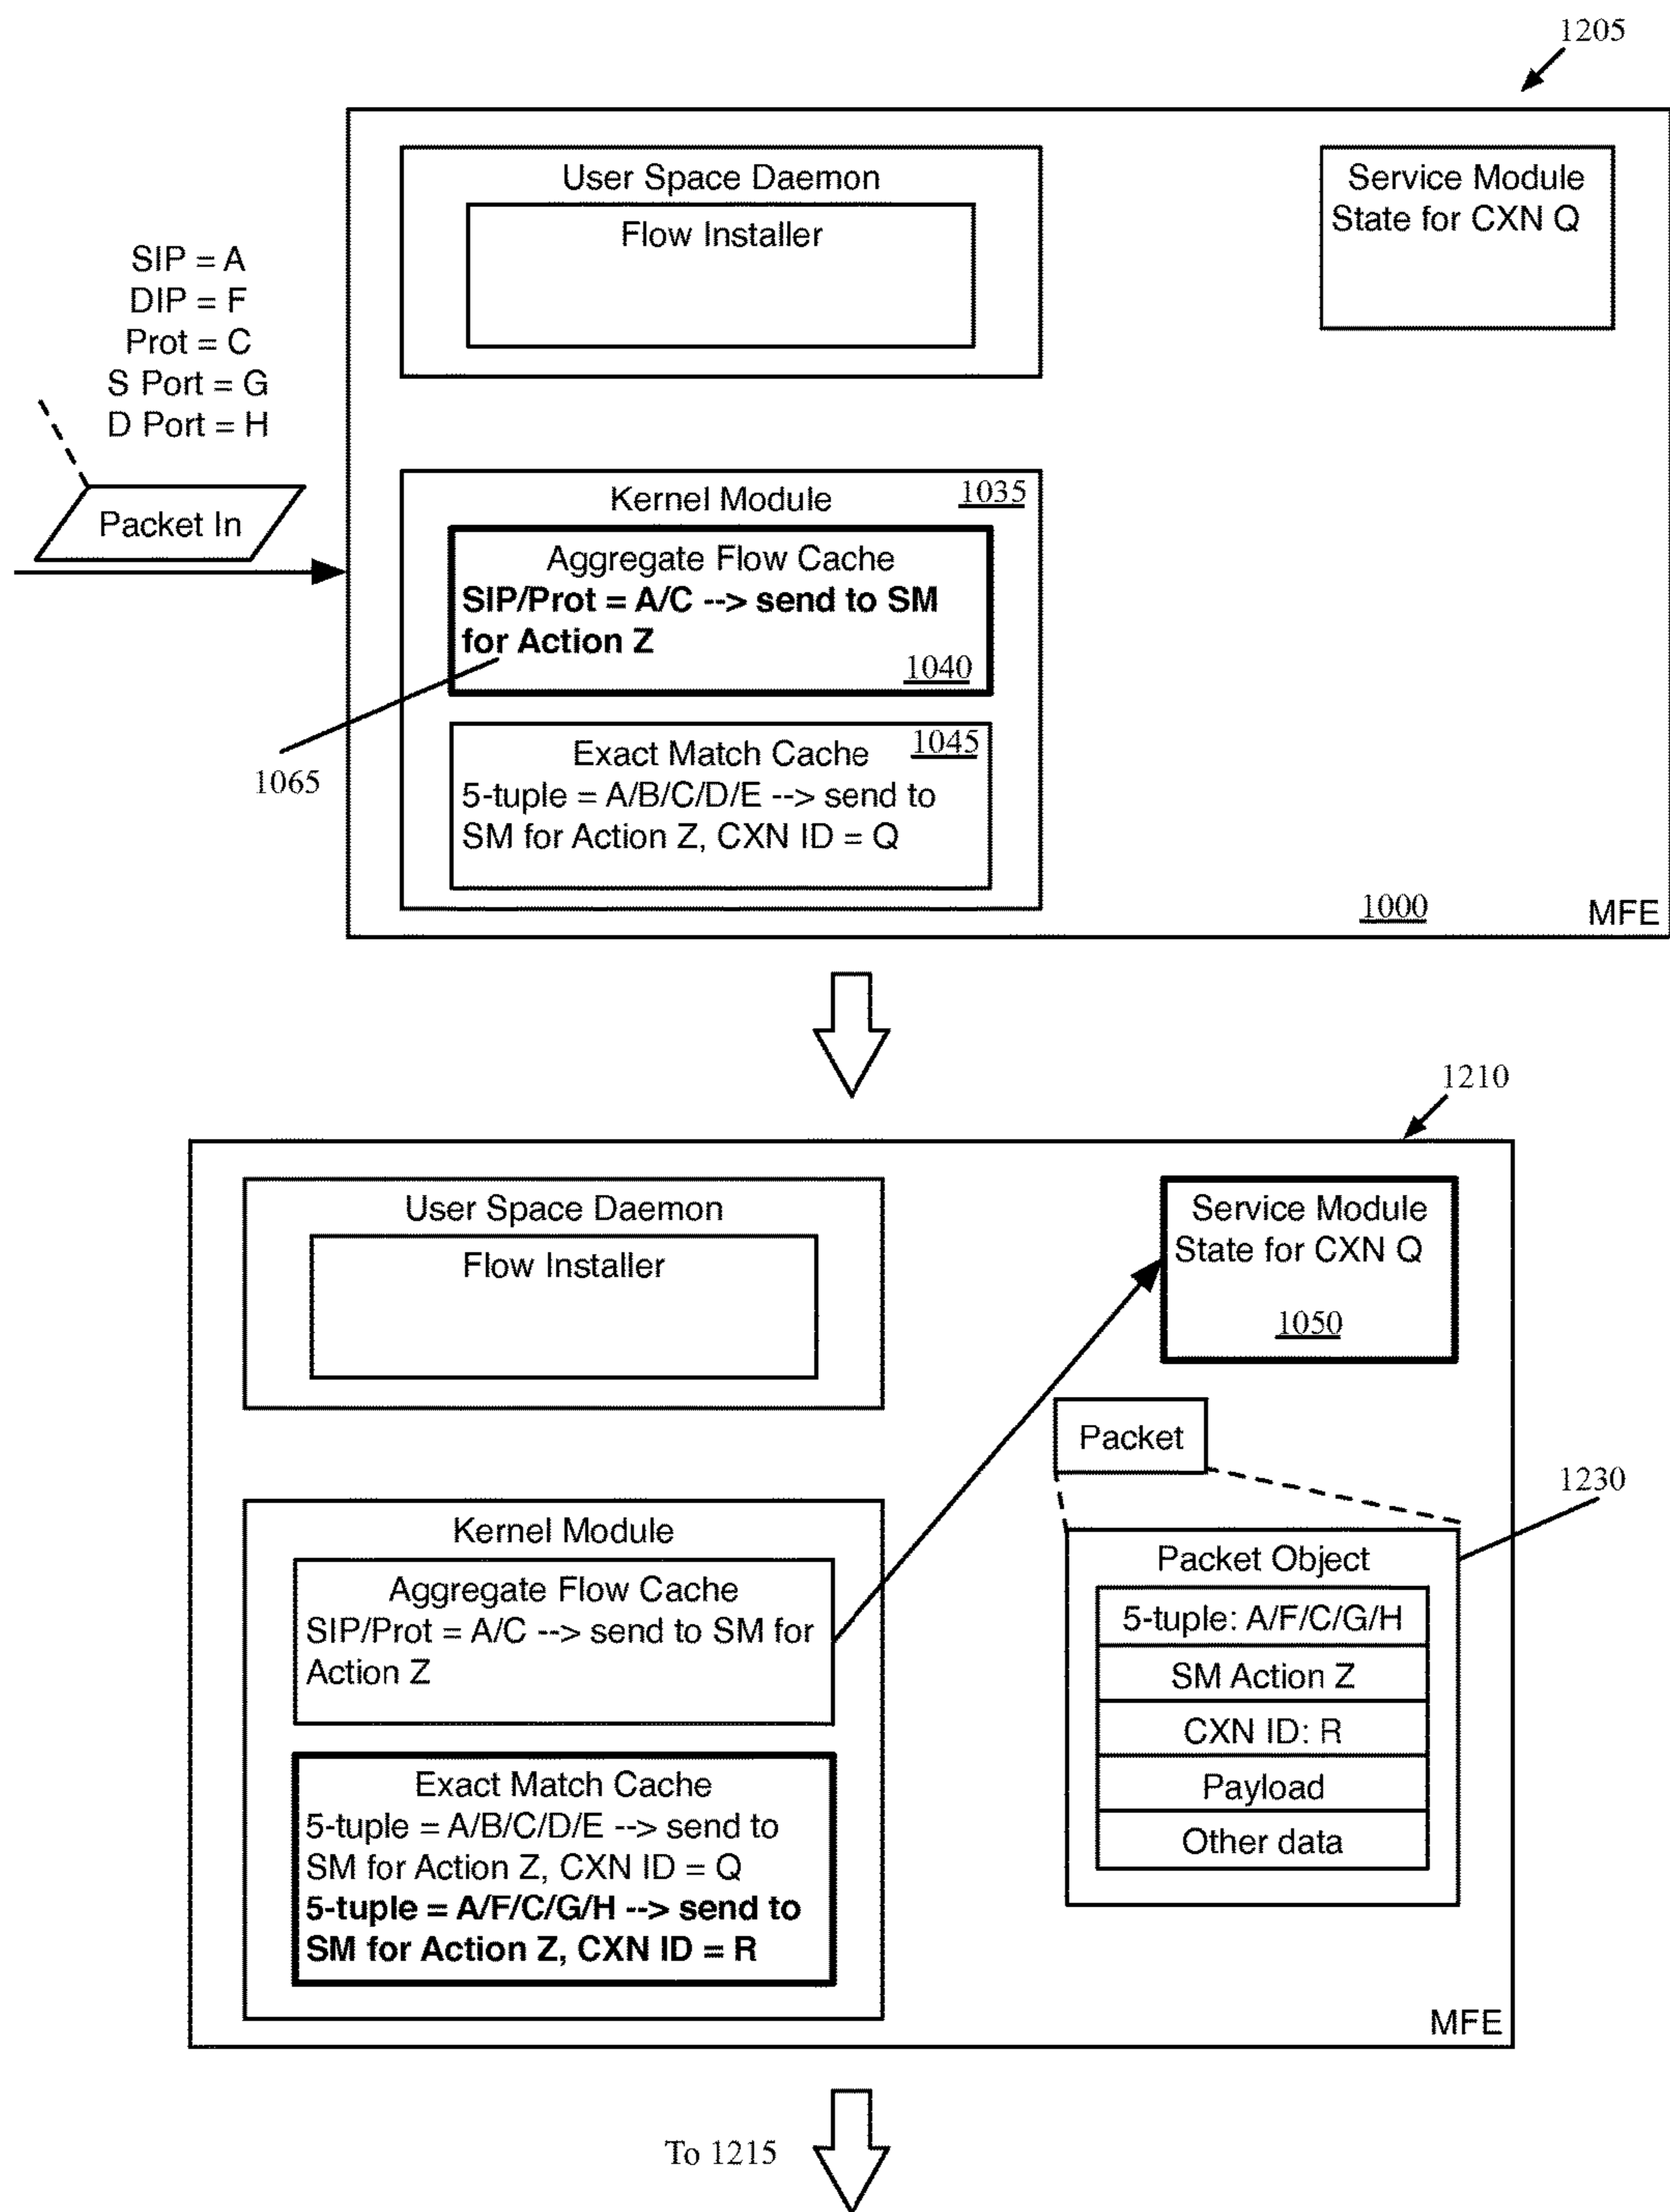 1205
User Space Daemon
Flow Installer
Service Module
State for CXN Q
SIP = A
DIP = F
Prot = C
S Port = G
D Port = H
Packet In
Kernel Module
1035
Aggregate Flow Cache
SIP/Prot = A/C --> send to SM
for Action Z
1040
1065
Exact Match Cache
1045
5-tuple = A/B/C/D/E --> send to
SM for Action Z, CXN ID = Q
1000
MFE
1210
User Space Daemon
Flow Installer
Service Module
State for CXN Q
1050
Packet
1230
Kernel Module
Aggregate Flow Cache
SIP/Prot = A/C --> send to SM for
Action Z
Packet Object
5-tuple: A/F/C/G/H
SM Action Z
CXN ID: R
Payload
Other data
Exact Match Cache
5-tuple = A/B/C/D/E --> send to
SM for Action Z, CXN ID = Q
5-tuple = A/F/C/G/H --> send to
SM for Action Z, CXN ID = R
MFE
To 1215